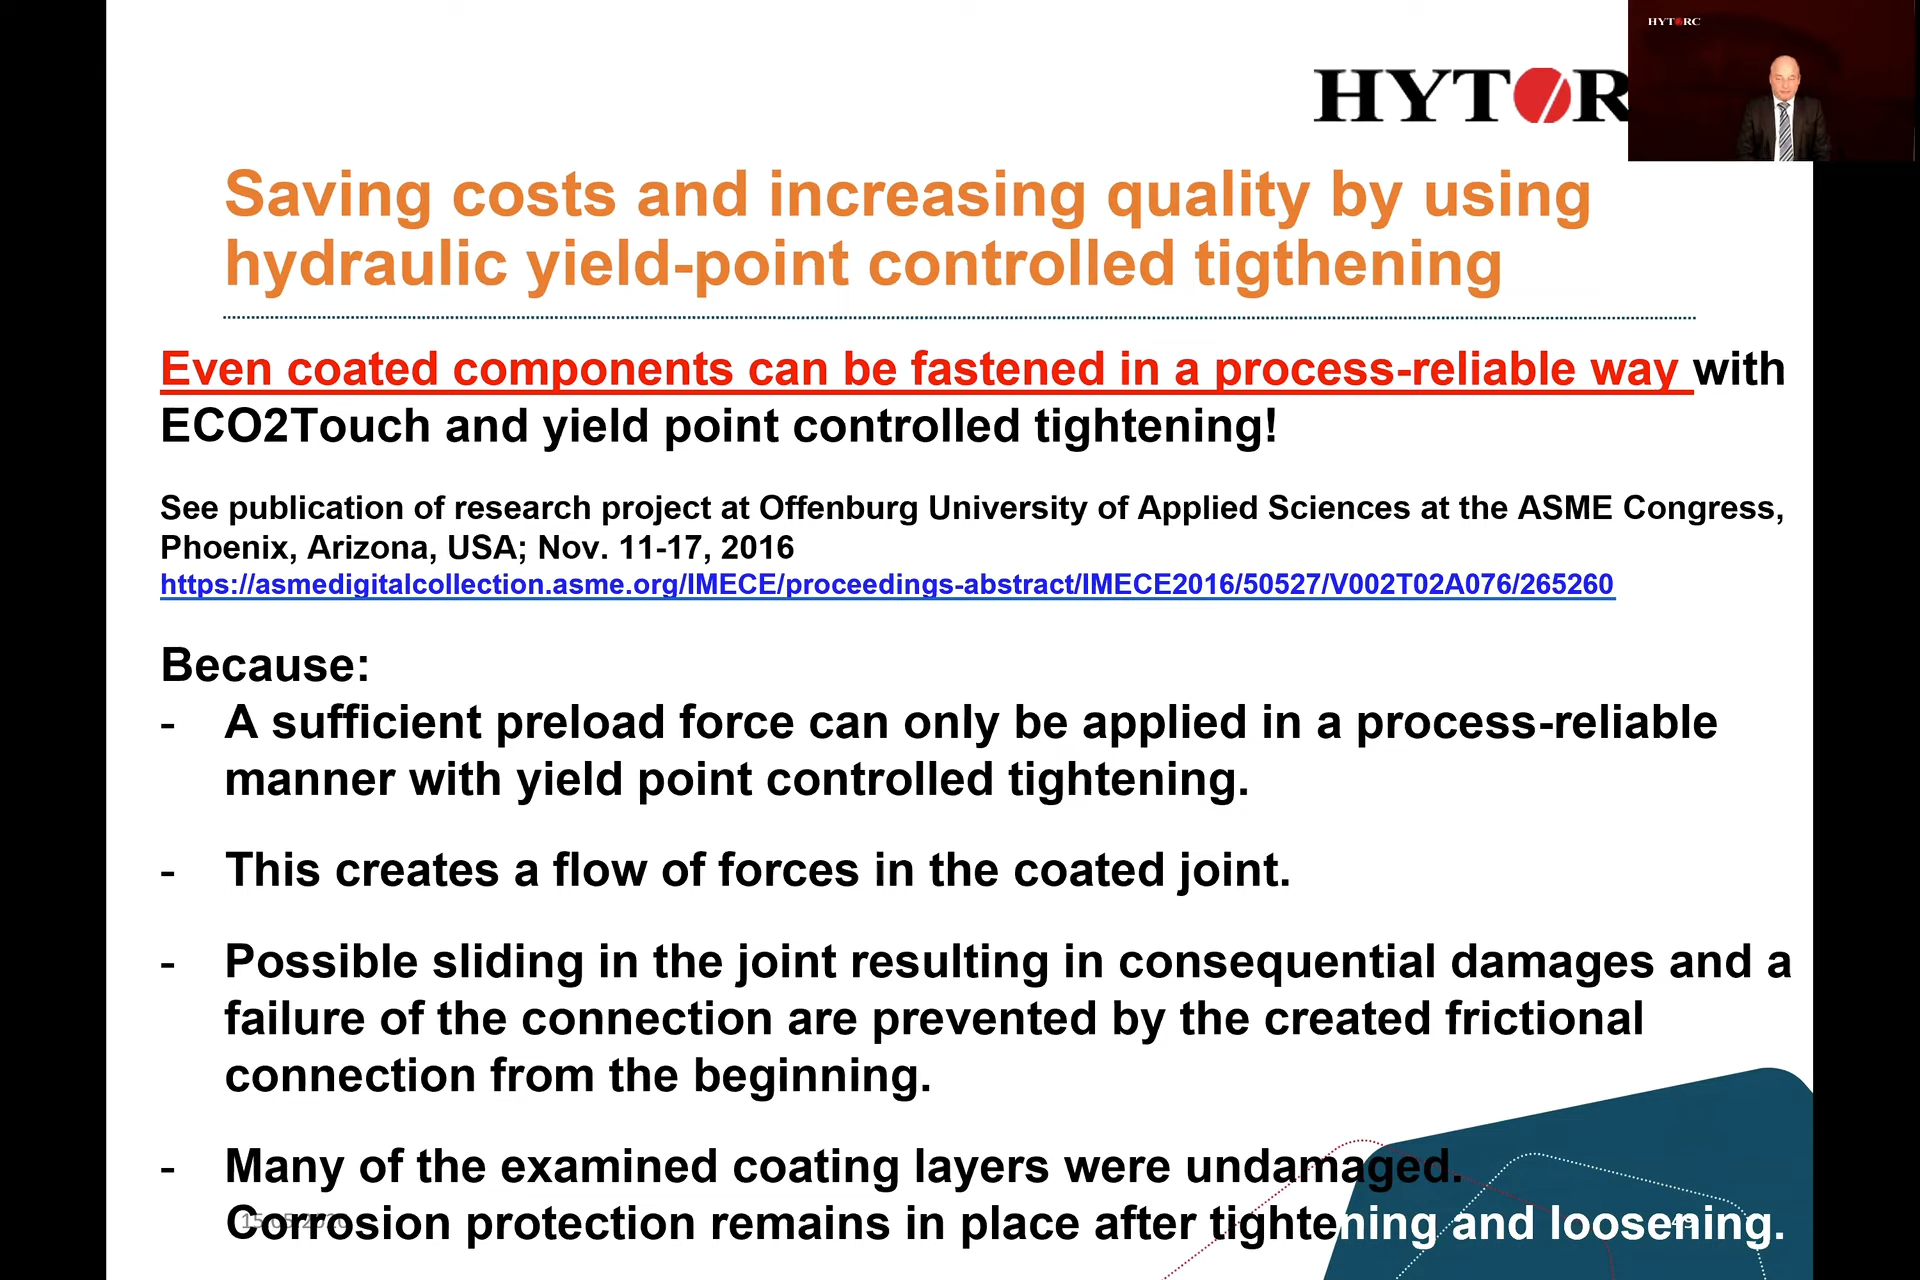 HYTORC
HYTOR
Saving costs and increasing quality by using
hydraulic yield-point controlled tigthening
Even coated components can be fastened in a process-reliable way with
ECO2Touch and yield point controlled tightening!
See publication of research project at Offenburg University of Applied Sciences at the ASME Congress,
Phoenix, Arizona, USA; Nov. 11-17, 2016
https://asmedigitalcollection.asme.org/IMECE/proceedings-abstract/IMECE2016/50527/V002T02A076/265260
Because:
- A sufficient preload force can only be applied in a process-reliable
manner with yield point controlled tightening.
- This creates a flow of forces in the coated joint.
- Possible sliding in the joint resulting in consequential damages and a
failure of the connection are prevented by the created frictional
connection from the beginning.
- Many of the examined coating layers were undamaged.
Corrosion protection remains in place after tightening and loosening.